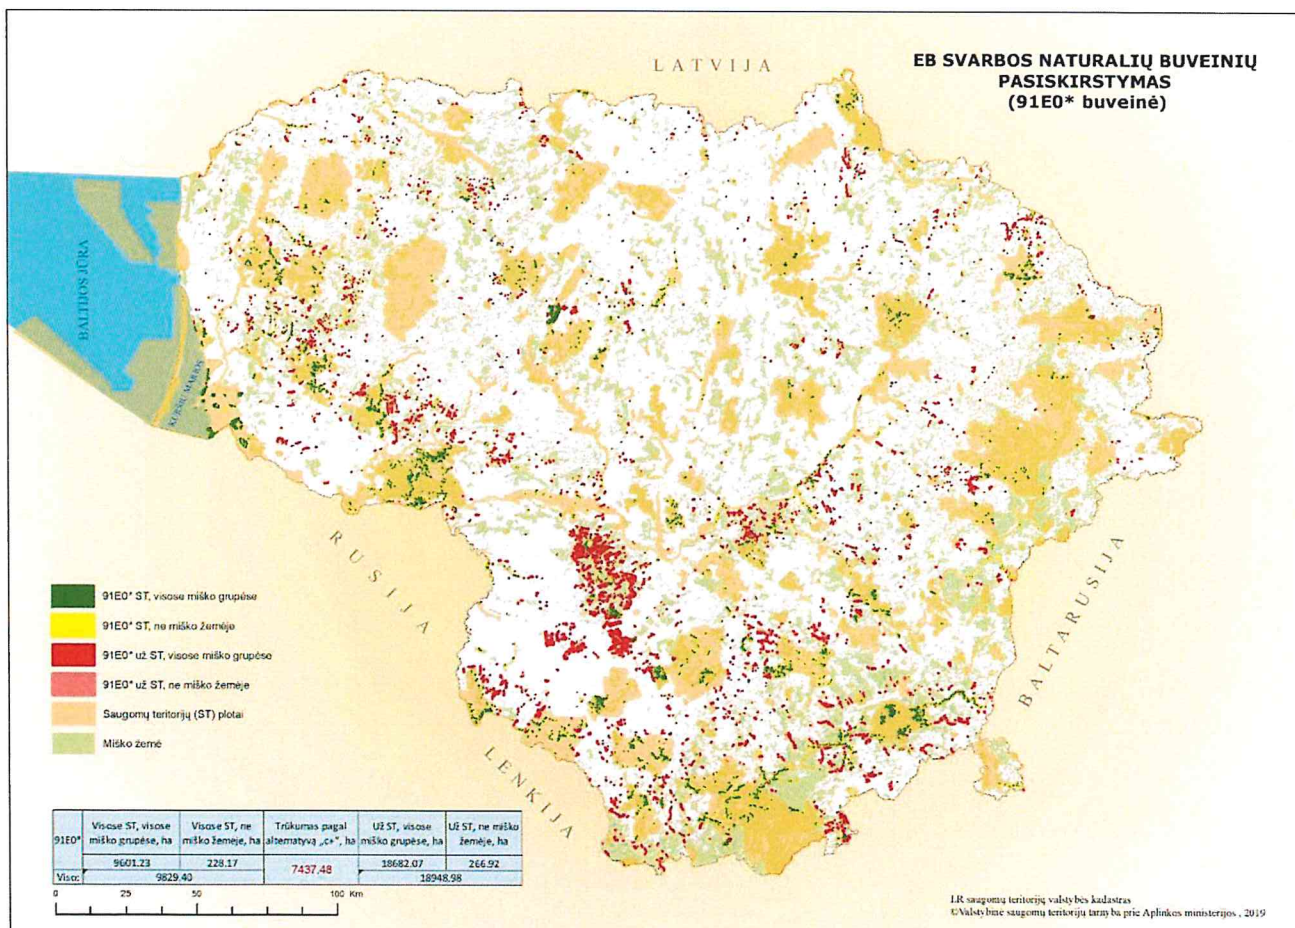 EB SVARBOS NATURALIŲ BUVEINIŲ
PASISKIRSTYMAS
(91E0* buveinė)
LATVIJA
BALTIJOS JŪRA
KURŠIŲ MARIOS
RUSIJA
LENKIJA
BALTARUSIJA
91E0* ST, visose miško grupėse
91E0* ST, ne miško žemėje
91E0* už ST, visose miško grupėse
91E0* už ST, ne miško žemėje
Saugomų teritorijų (ST) plotai
Miško žemė
91E0* Visose ST, visose miško grupėse, ha Visose ST, ne miško žemėje, ha Trūkumas pagal alternatyvą „c+", ha Už ST, visose miško grupėse, ha Už ST, ne miško žemėje, ha
9601.23 228.17 7437.48 18682.07 266.92
Viso: 9829.40 18948.98
0 25 50 100 Km
LR saugomų teritorijų valstybės kadastras
©Valstybinė saugomų teritorijų tarnyba prie Aplinkos ministerijos , 2019